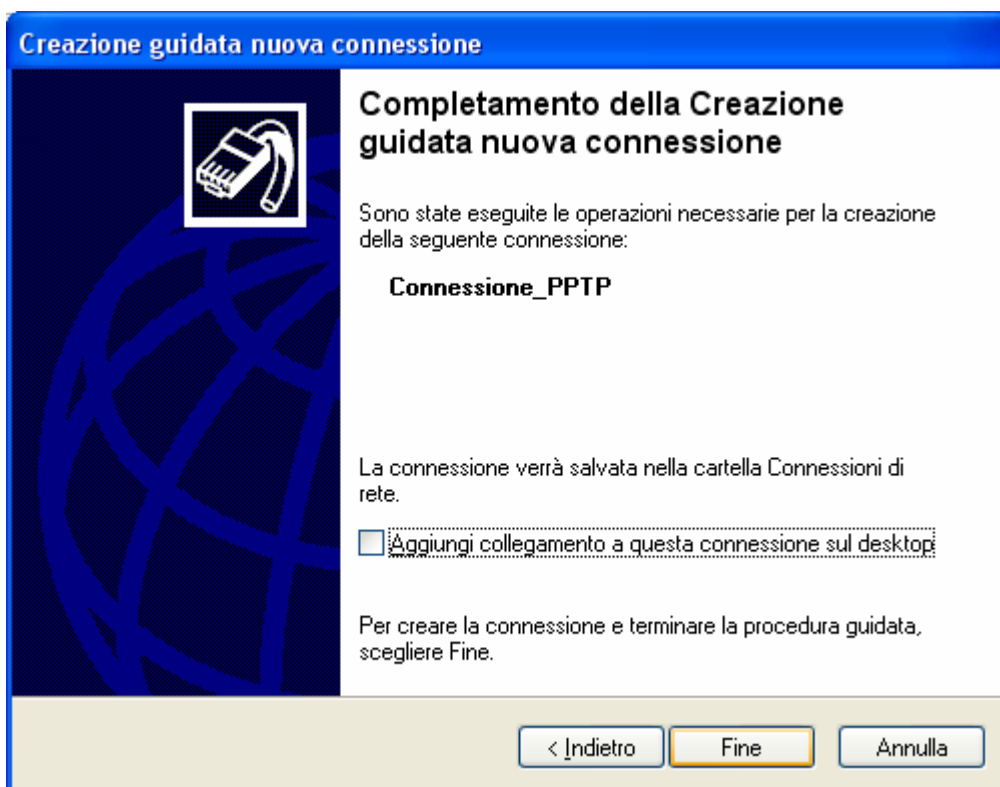 Creazione guidata nuova connessione
Completamento della Creazione
guidata nuova connessione
Sono state eseguite le operazioni necessarie per la creazione
della seguente connessione:
Connessione_PPTP
La connessione verrà salvata nella cartella Connessioni di
rete.
Aggiungi collegamento a questa connessione sul desktop
Per creare la connessione e terminare la procedura guidata,
scegliere Fine.
< Indietro Fine Annulla